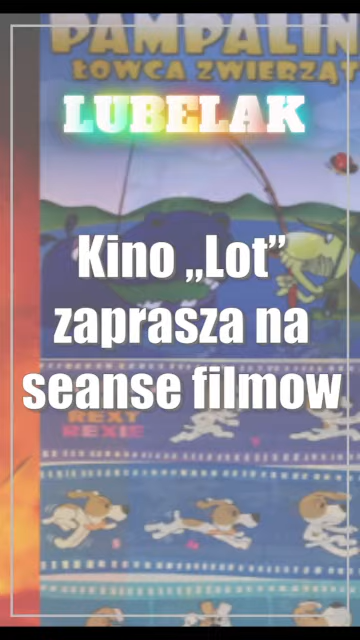 PAMPALIN
ŁOWCA ZWIERZĄT
LUBELAK
Kino „Lot”
zaprasza na
seanse filmow
REXY
REXIE